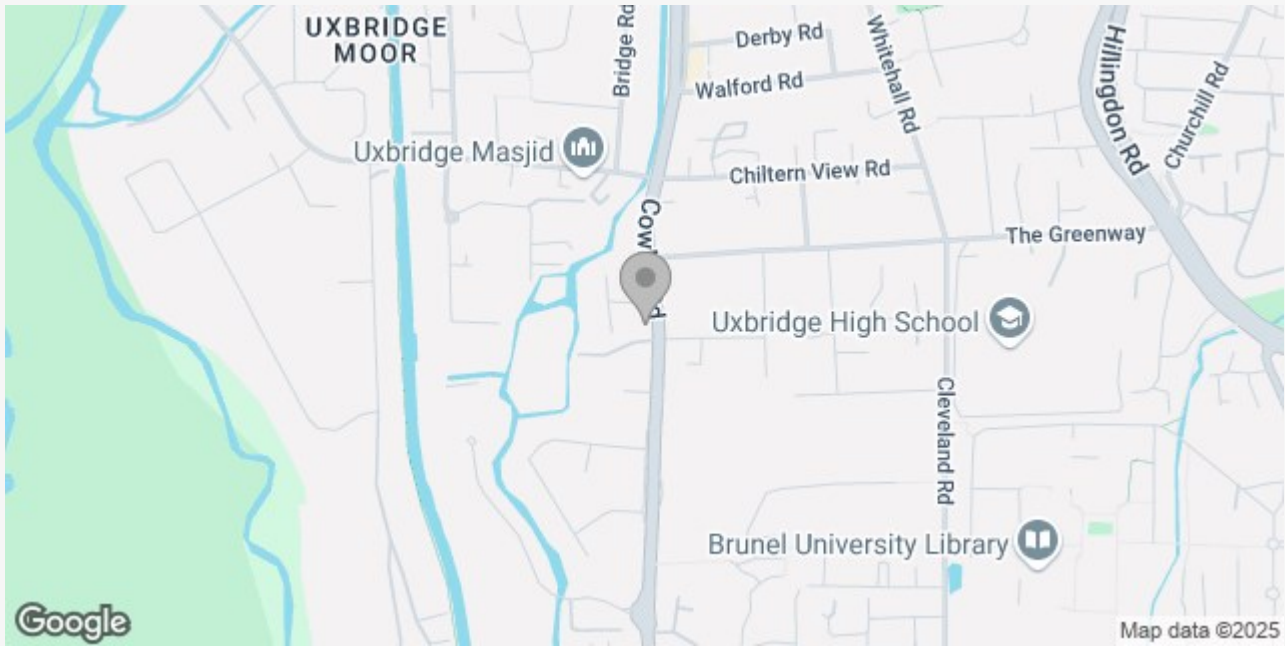 UXBRIDGE
MOOR
Bridge Rd
Derby Rd
Walford Rd
Whitehall Rd
Hillingdon Rd
Churchill Rd
Uxbridge Masjid
Chiltern View Rd
Cow
d
The Greenway
Uxbridge High School
Cleveland Rd
Brunel University Library
Google
Map data ©2025